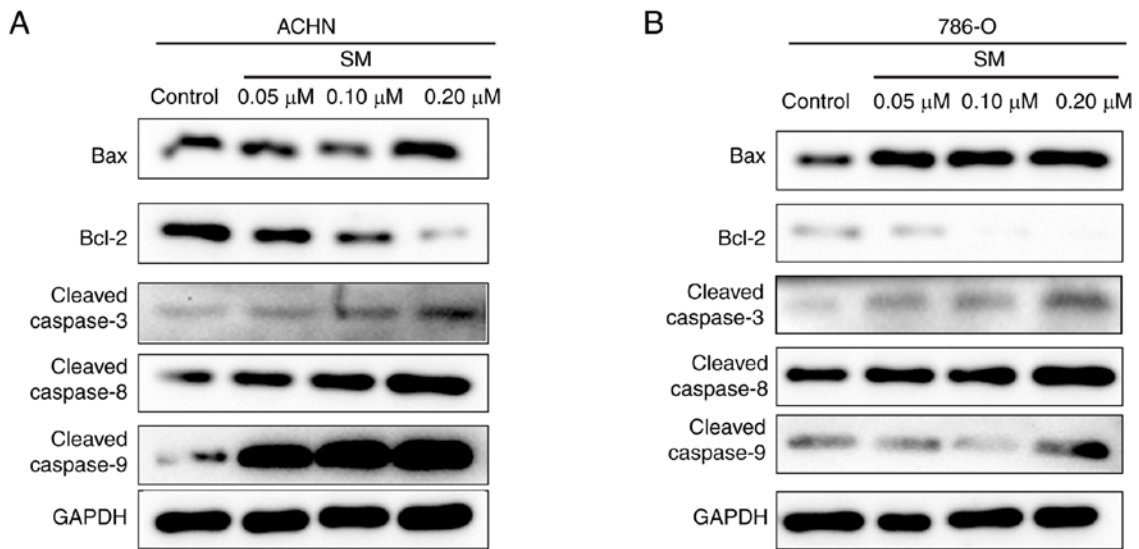 A
ACHN
SM
Control 0.05 μM 0.10 μM 0.20 μM
Bax
Bcl-2
Cleaved
caspase-3
Cleaved
caspase-8
Cleaved
caspase-9
GAPDH
B
786-O
SM
Control 0.05 μM 0.10 μM 0.20 μM
Bax
Bcl-2
Cleaved
caspase-3
Cleaved
caspase-8
Cleaved
caspase-9
GAPDH